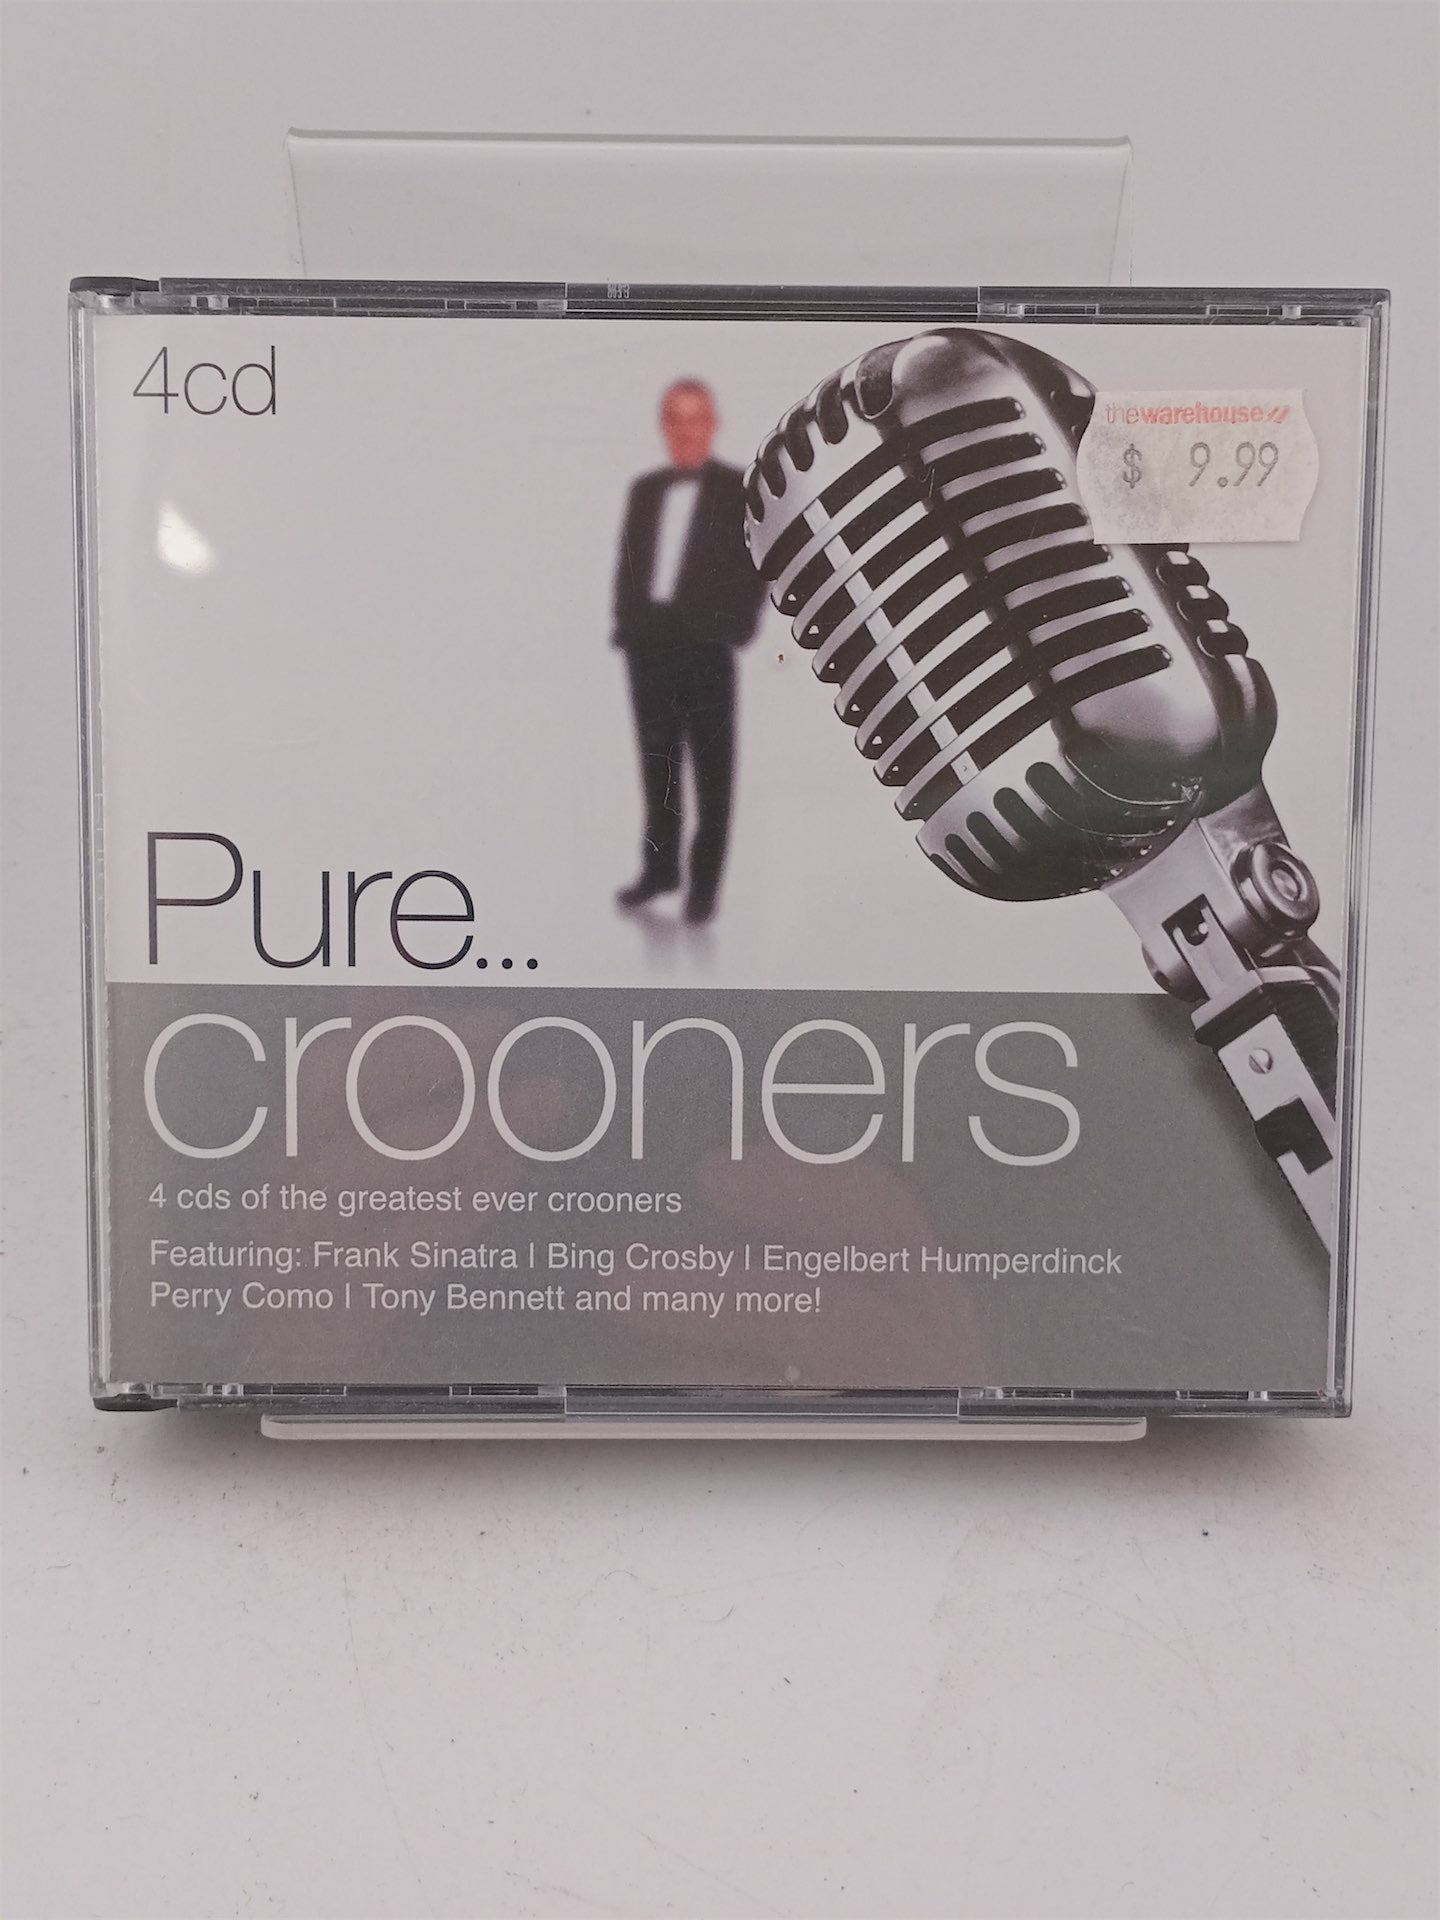 4cd
thewarehouse
$ 9.99
Pure...
crooners
4 cds of the greatest ever crooners
Featuring: Frank Sinatra | Bing Crosby | Engelbert Humperdinck
Perry Como | Tony Bennett and many more!